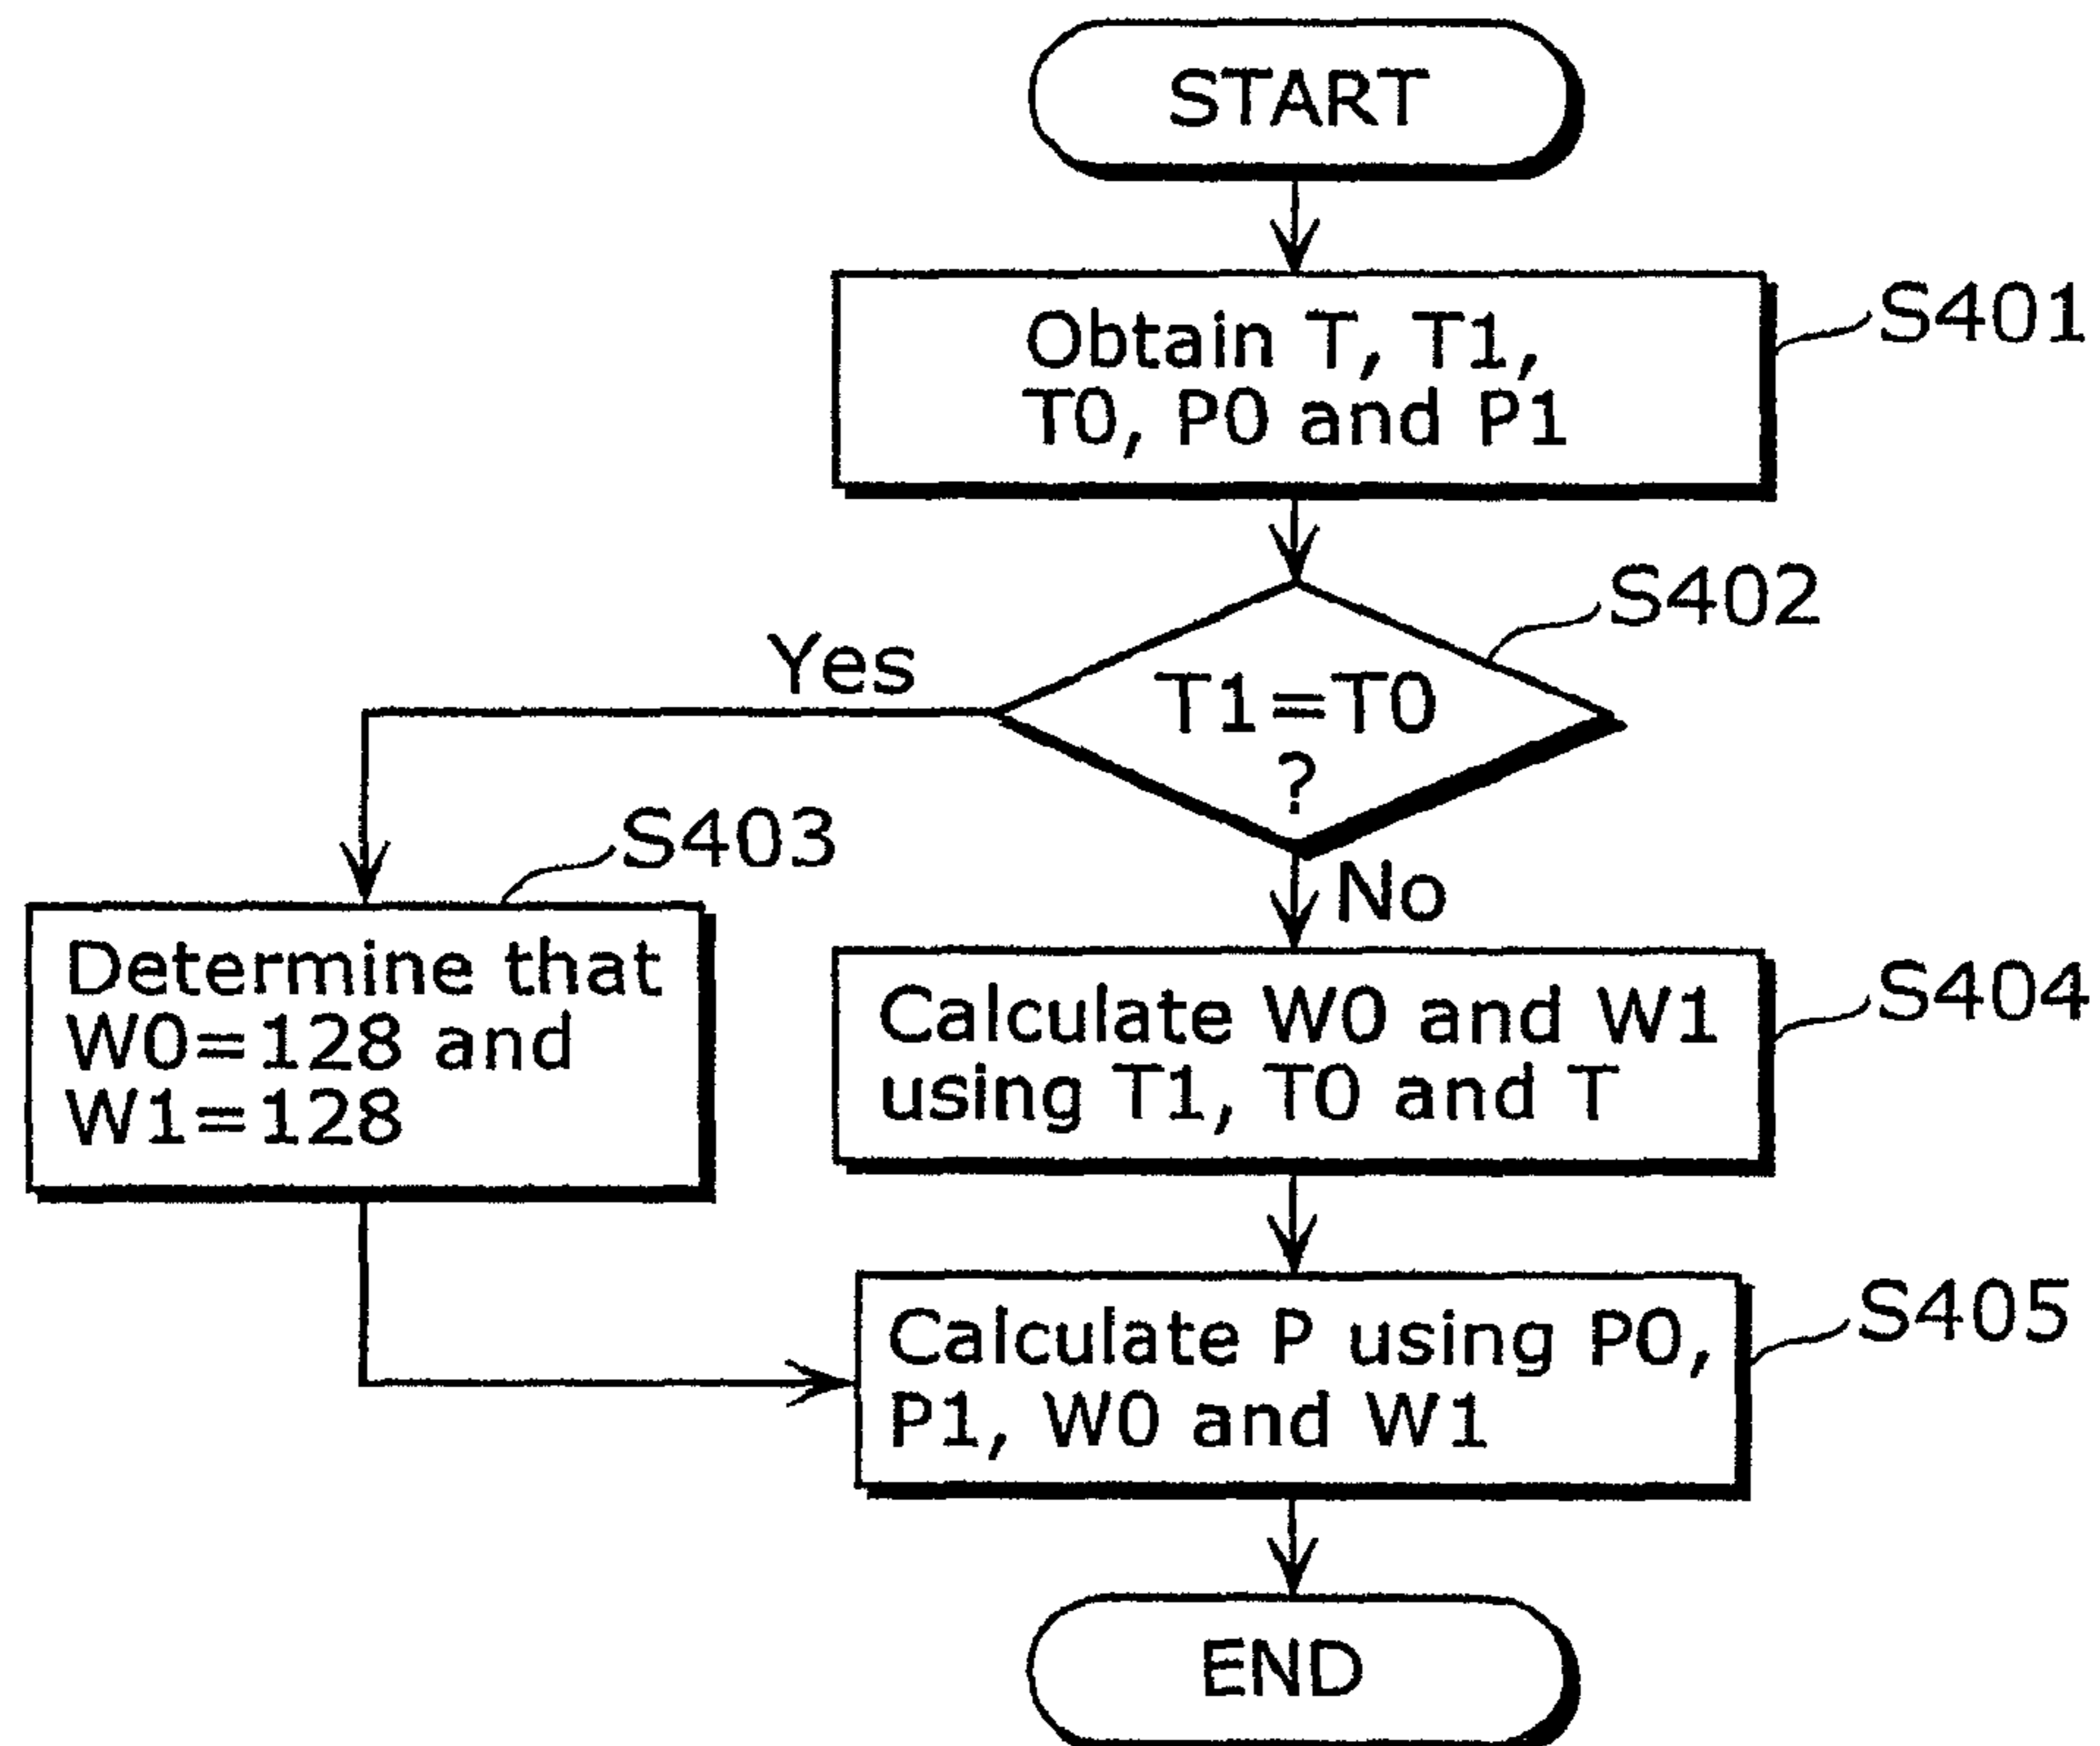 START
Obtain T, T1,
T0, P0 and P1
S401
S402
T1=T0
?
Yes
No
S403
Determine that
W0=128 and
W1=128
Calculate W0 and W1
using T1, T0 and T
S404
Calculate P using P0,
P1, W0 and W1
S405
END